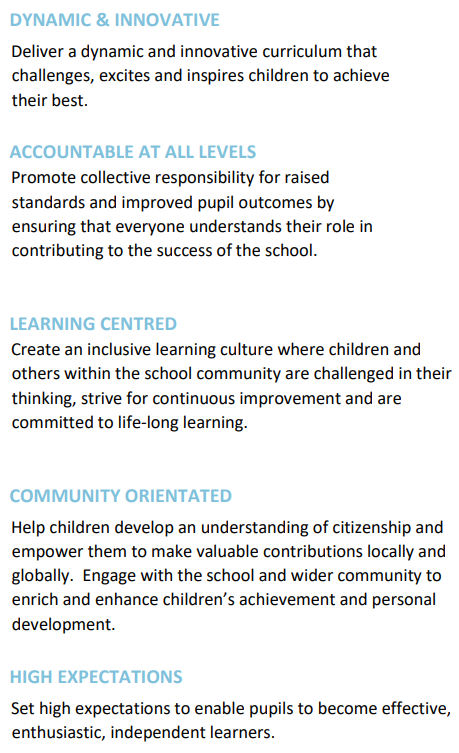 DYNAMIC & INNOVATIVE
Deliver a dynamic and innovative curriculum that
challenges, excites and inspires children to achieve
their best.
ACCOUNTABLE AT ALL LEVELS
Promote collective responsibility for raised
standards and improved pupil outcomes by
ensuring that everyone understands their role in
contributing to the success of the school.
LEARNING CENTRED
Create an inclusive learning culture where children and
others within the school community are challenged in their
thinking, strive for continuous improvement and are
committed to life-long learning.
COMMUNITY ORIENTATED
Help children develop an understanding of citizenship and
empower them to make valuable contributions locally and
globally.  Engage with the school and wider community to
enrich and enhance children’s achievement and personal
development.
HIGH EXPECTATIONS
Set high expectations to enable pupils to become effective,
enthusiastic, independent learners.